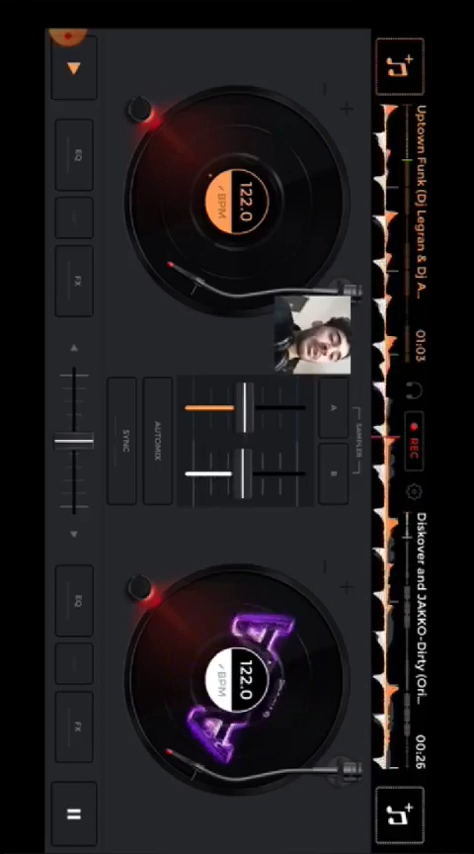 Uptown Funk (Dj Legran & Dj A...
01:03
REC
Diskover and JAKKO-Dirty (Ori...
00:26
SAMPLER
A
B
122.0
BPM
122.0
BPM
AUTOMIX
SYNC
EQ
FX
EQ
FX